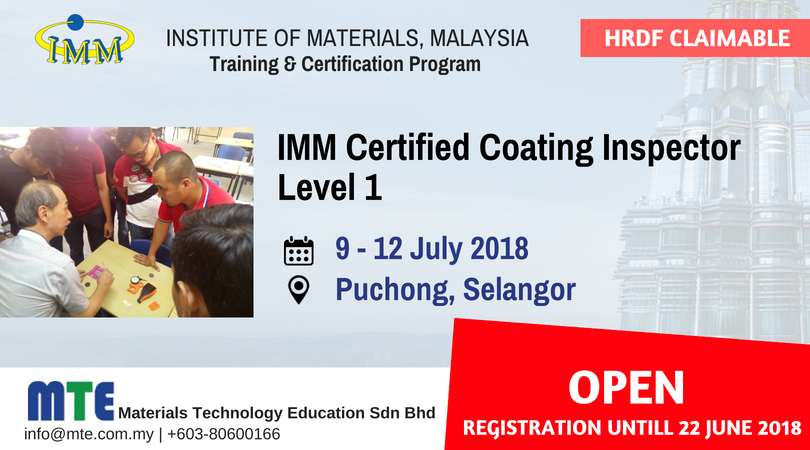 IMM
INSTITUTE OF MATERIALS, MALAYSIA
Training & Certification Program
HRDF CLAIMABLE
IMM Certified Coating Inspector
Level 1
9 - 12 July 2018
Puchong, Selangor
MTE Materials Technology Education Sdn Bhd
info@mte.com.my | +603-80600166
OPEN
REGISTRATION UNTILL 22 JUNE 2018